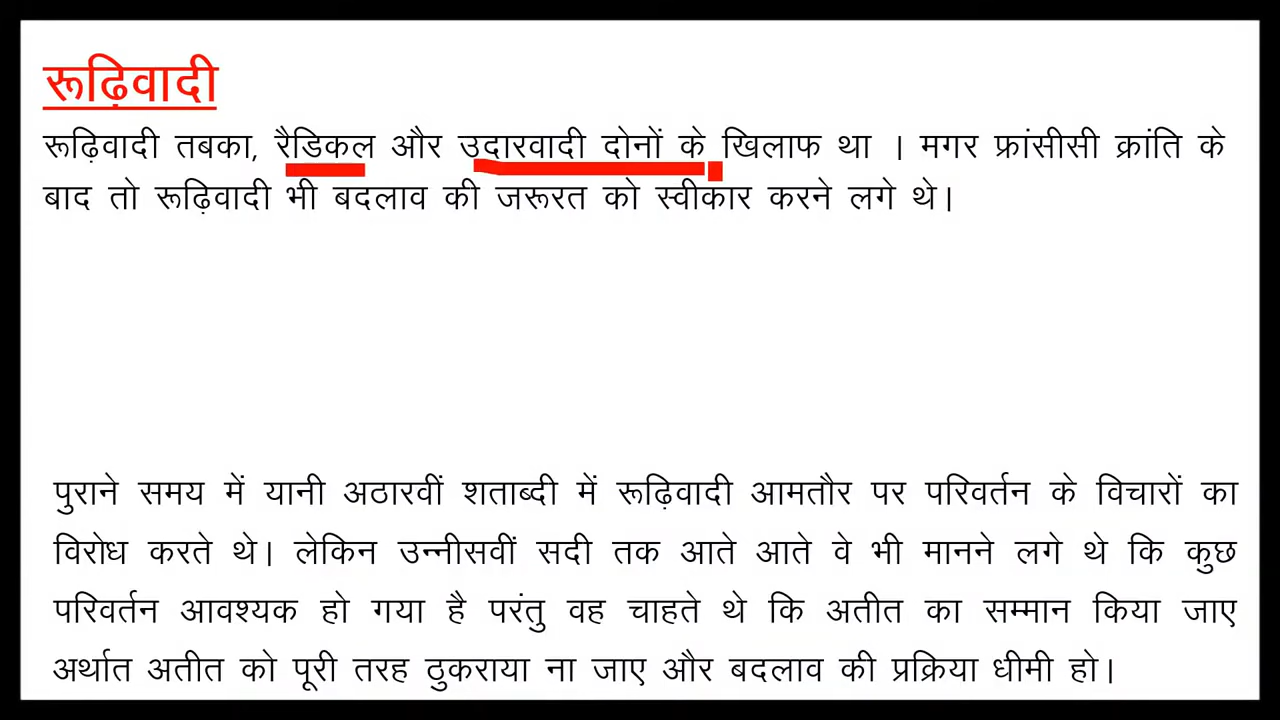 रूढ़िवादी
रूढ़िवादी तबका, रैडिकल और उदारवादी दोनों के खिलाफ था । मगर फ्रांसीसी क्रांति के
बाद तो रूढ़िवादी भी बदलाव की जरूरत को स्वीकार करने लगे थे।
पुराने समय में यानी अठारवीं शताब्दी में रूढ़िवादी आमतौर पर परिवर्तन के विचारों का
विरोध करते थे। लेकिन उन्नीसवीं सदी तक आते आते वे भी मानने लगे थे कि कुछ
परिवर्तन आवश्यक हो गया है परंतु वह चाहते थे कि अतीत का सम्मान किया जाए
अर्थात अतीत को पूरी तरह ठुकराया ना जाए और बदलाव की प्रक्रिया धीमी हो।